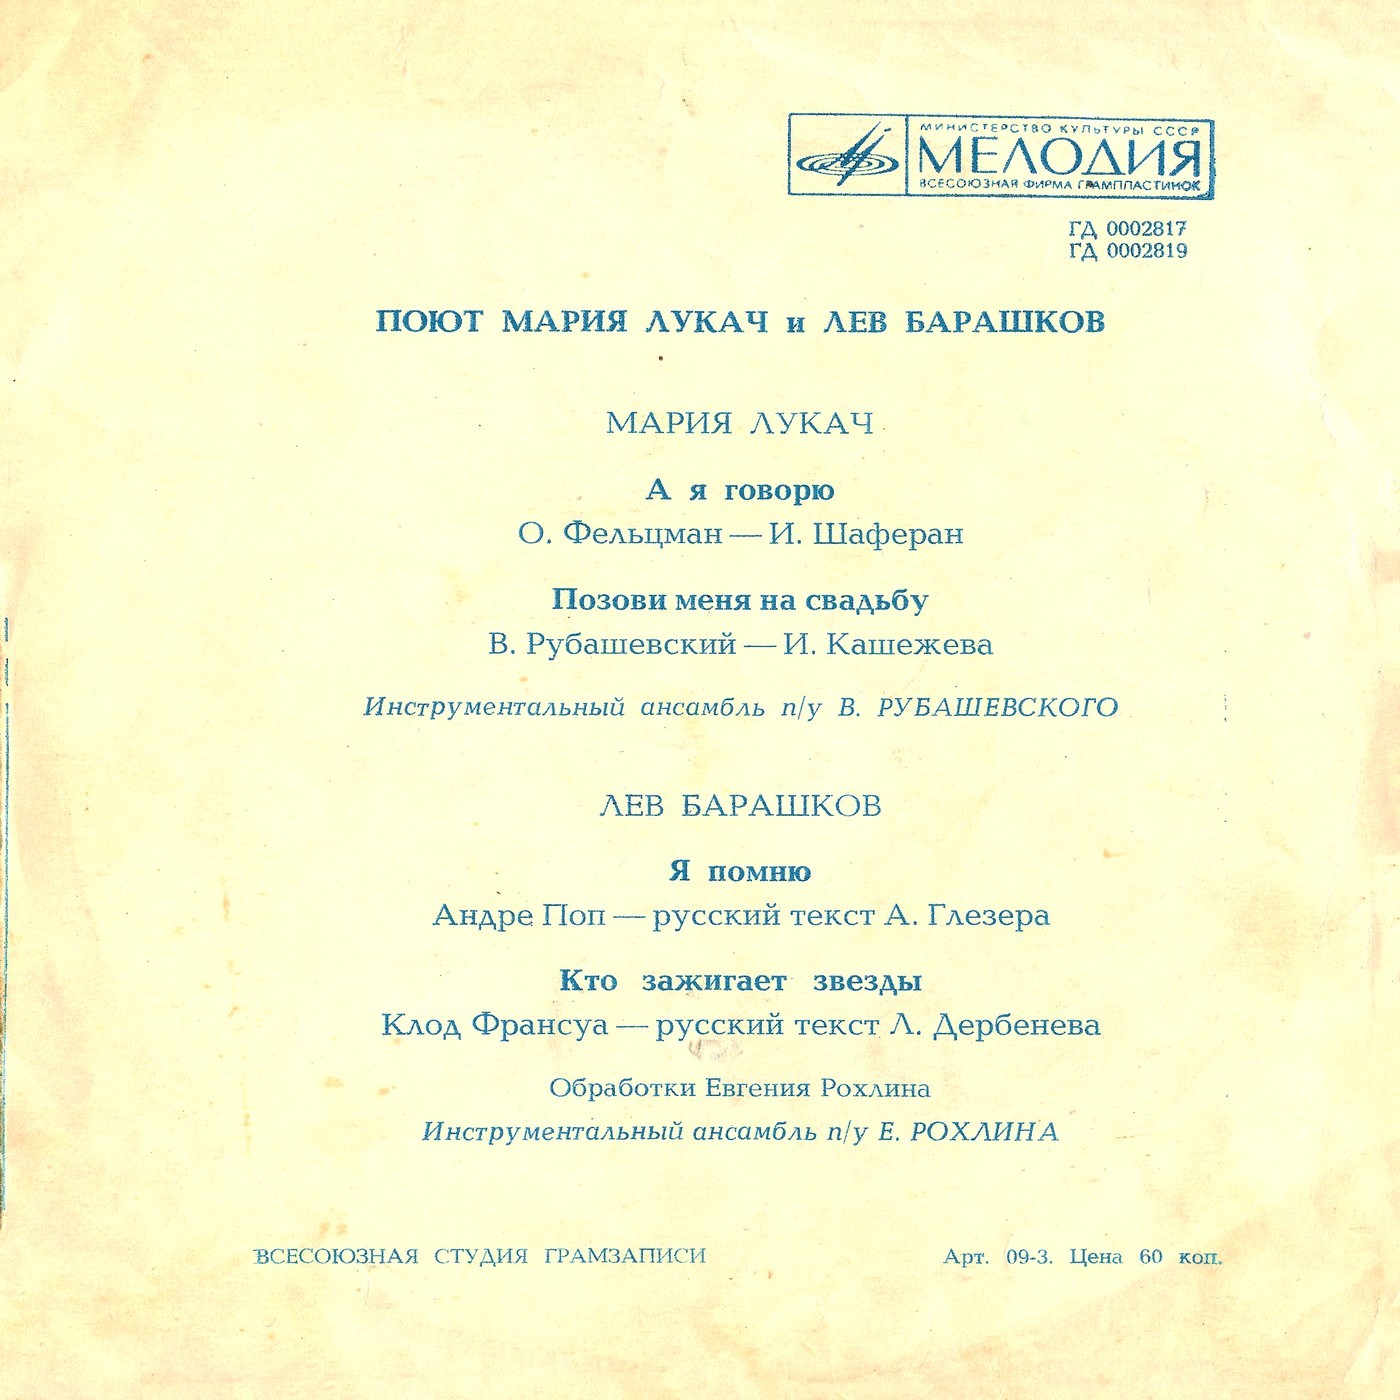 МИНИСТЕРСТВО КУЛЬТУРЫ СССР
МЕЛОДИЯ
ВСЕСОЮЗНАЯ ФИРМА ГРАМПЛАСТИНОК
ГД 0002817
ГД 0002819
ПОЮТ МАРИЯ ЛУКАЧ и ЛЕВ БАРАШКОВ
МАРИЯ ЛУКАЧ
А я говорю
О. Фельцман — И. Шаферан
Позови меня на свадьбу
В. Рубашевский — И. Кашежева
Инструментальный ансамбль п/у В. РУБАШЕВСКОГО
ЛЕВ БАРАШКОВ
Я помню
Андре Поп — русский текст А. Глезера
Кто зажигает звезды
Клод Франсуа — русский текст Л. Дербенева
Обработки Евгения Рохлина
Инструментальный ансамбль п/у Е. РОХЛИНА
ВСЕСОЮЗНАЯ СТУДИЯ ГРАМЗАПИСИ
Арт. 09-3. Цена 60 коп.